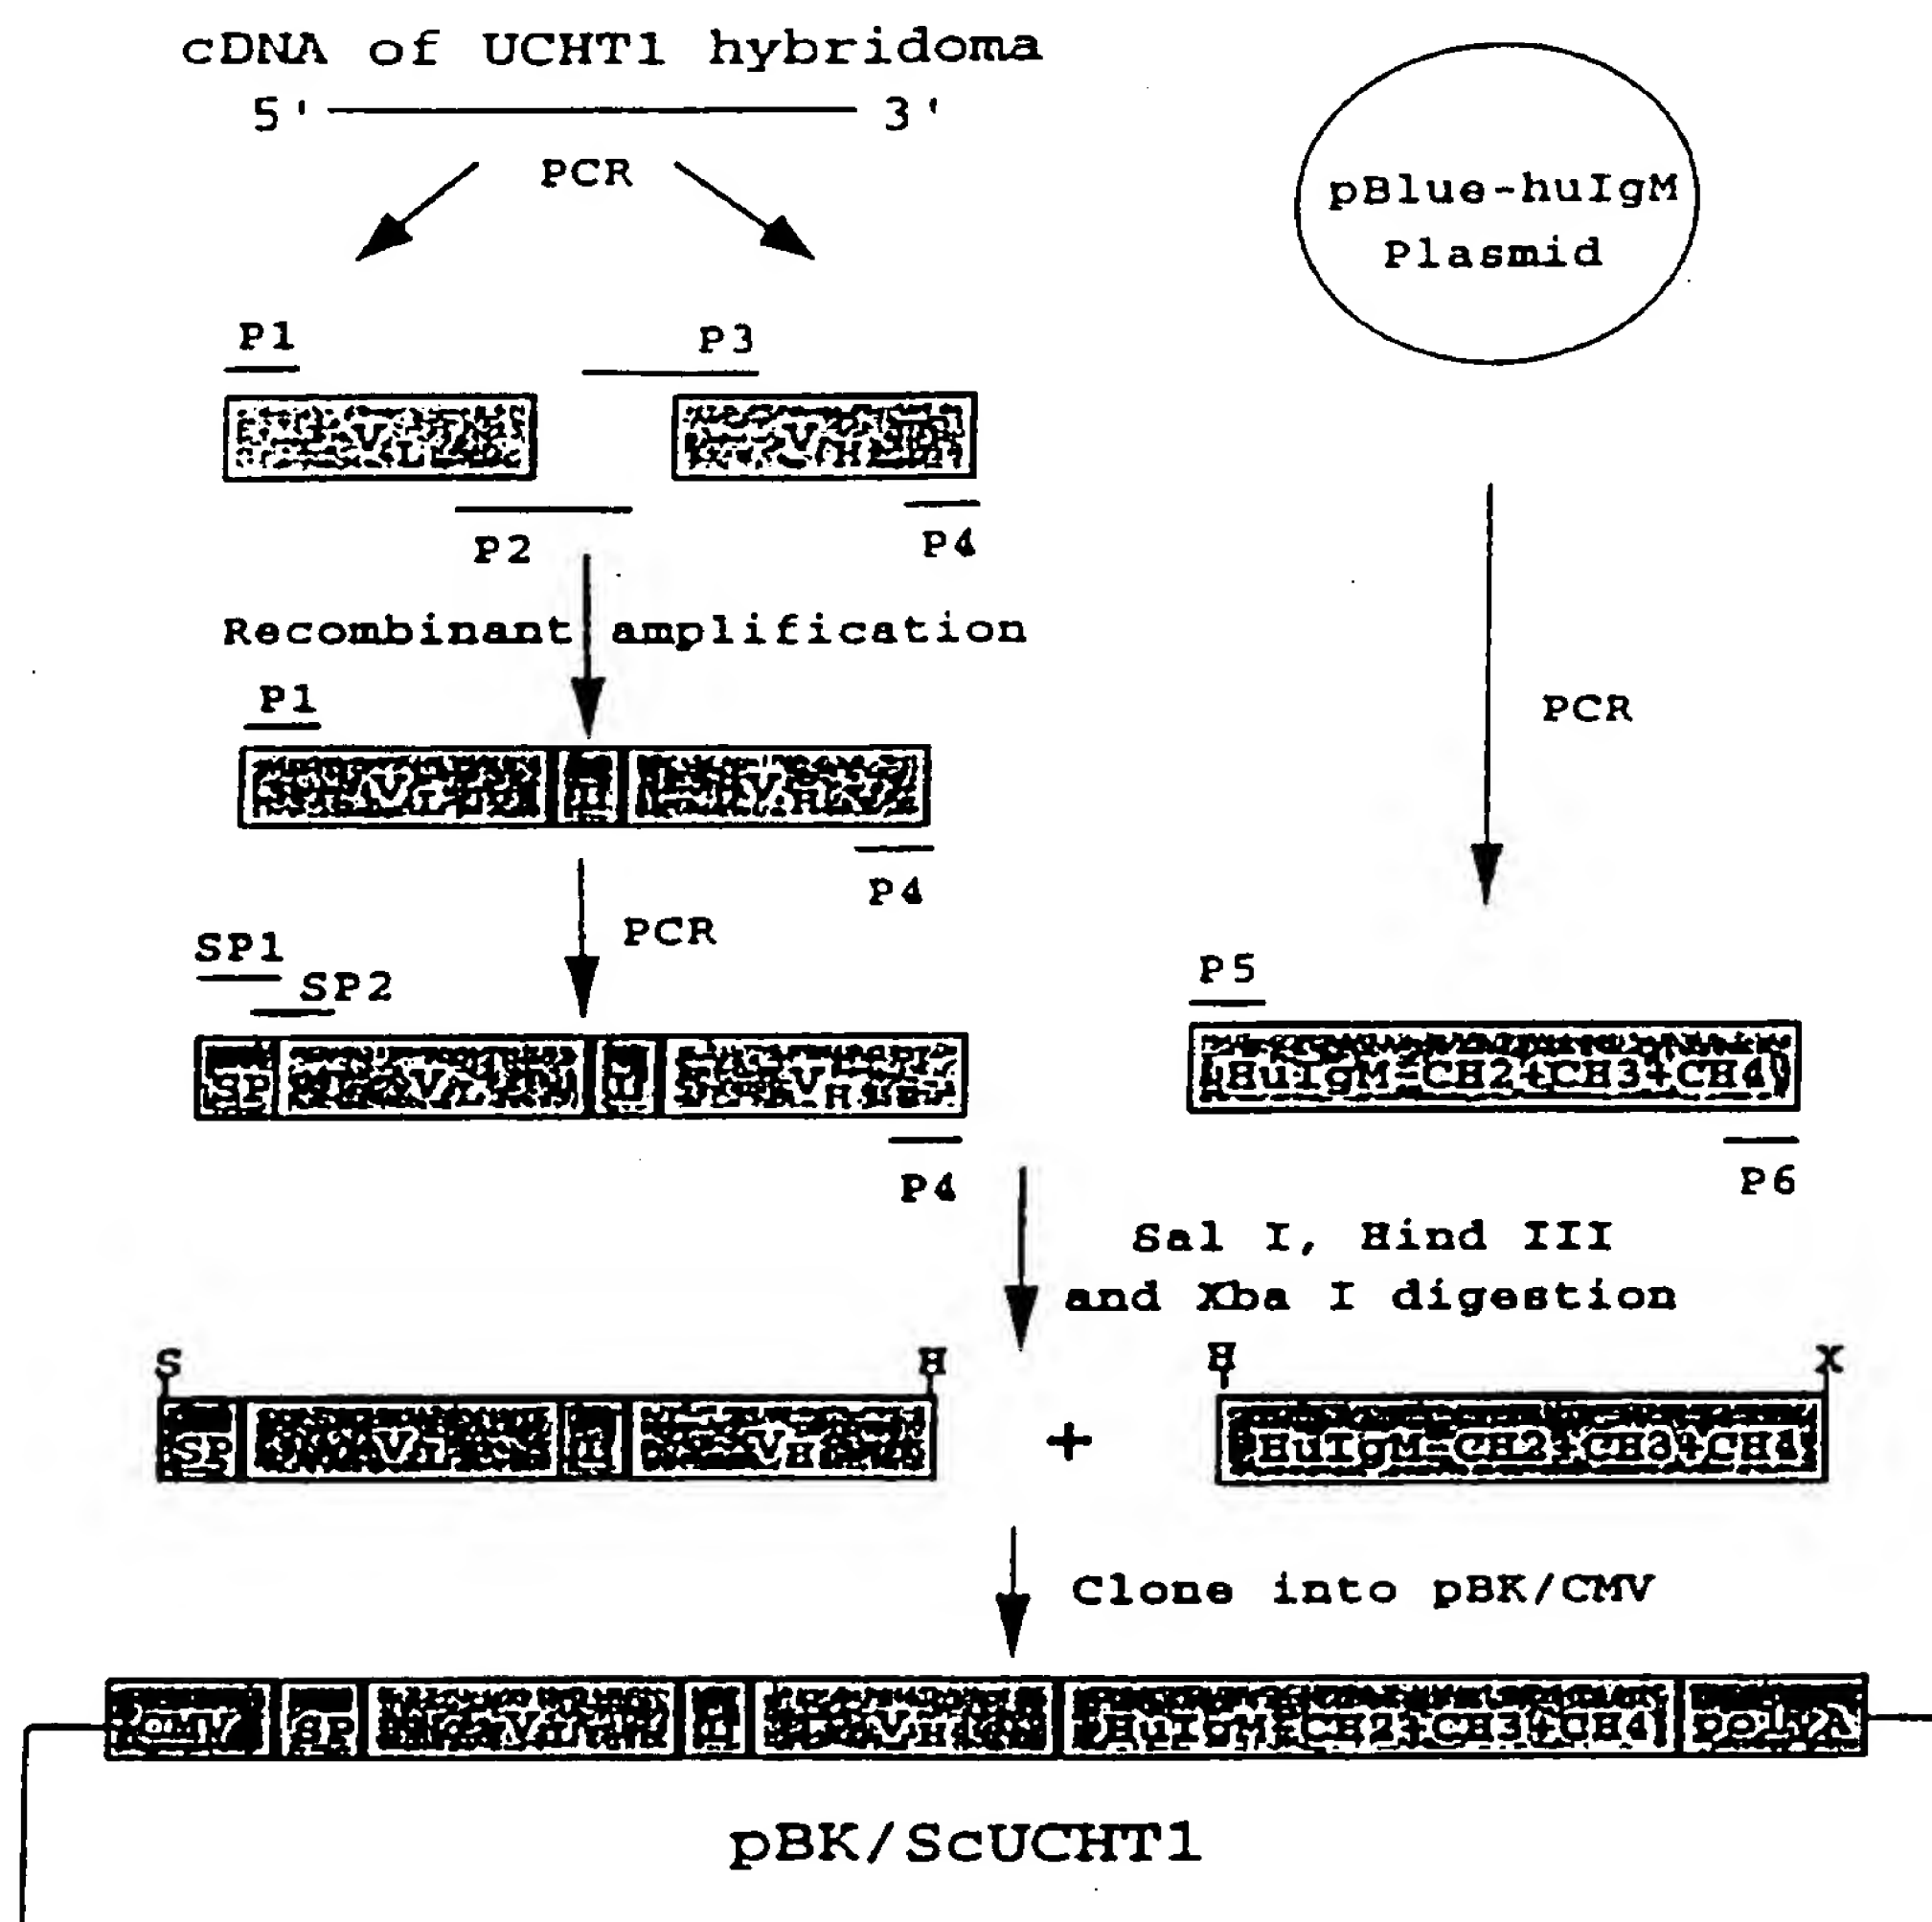 cDNA of UCHT1 hybridoma
5' 3'
PCR
pBlue-huIgM
Plasmid
P1
P3
VL
VH
P2
P4
Recombinant amplification
P1
PCR
VL L VH
P4
PCR
SP1
SP2
P5
SP VL L VH
HuIgM-CH2+CH3+CH4
P4
P6
Sal I, Hind III
and Xba I digestion
S H
H X
SP VL L VH
+
HuIgM-CH2+CH3+CH4
Clone into pBK/CMV
CMV SP VL L VH HuIgM-CH2+CH3+CH4 polyA
pBK/ScUCHT1